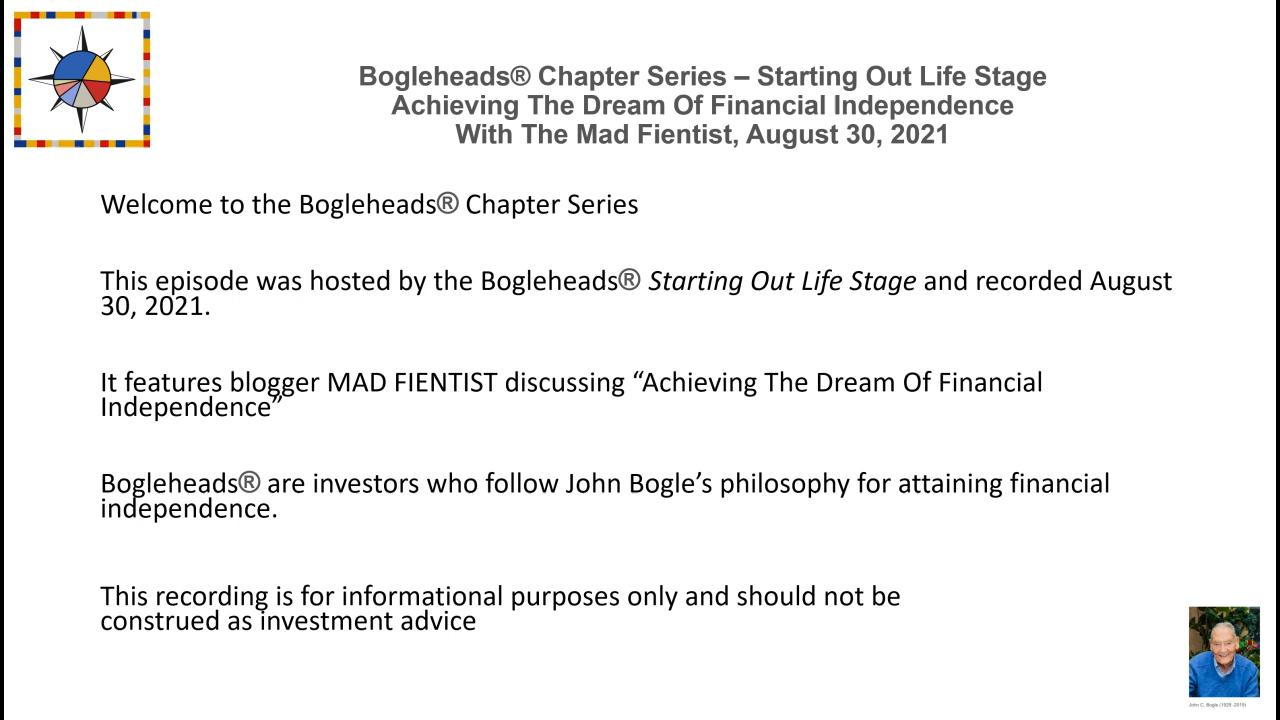 Bogleheads® Chapter Series – Starting Out Life Stage
Achieving The Dream Of Financial Independence
With The Mad Fientist, August 30, 2021
Welcome to the Bogleheads® Chapter Series
This episode was hosted by the Bogleheads® Starting Out Life Stage and recorded August
30, 2021.
It features blogger MAD FIENTIST discussing “Achieving The Dream Of Financial
Independence”
Bogleheads® are investors who follow John Bogle’s philosophy for attaining financial
independence.
This recording is for informational purposes only and should not be
construed as investment advice
John C. Bogle (1929 -2019)